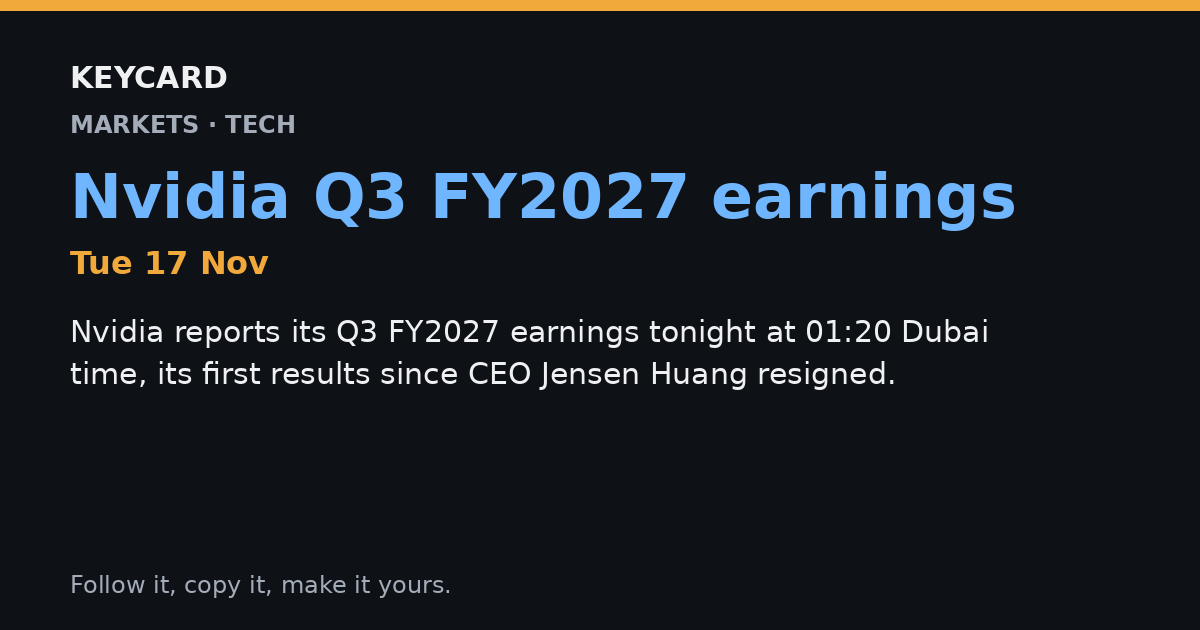 KEYCARD
MARKETS · TECH
Nvidia Q3 FY2027 earnings
Tue 17 Nov
Nvidia reports its Q3 FY2027 earnings tonight at 01:20 Dubai
time, its first results since CEO Jensen Huang resigned.
Follow it, copy it, make it yours.